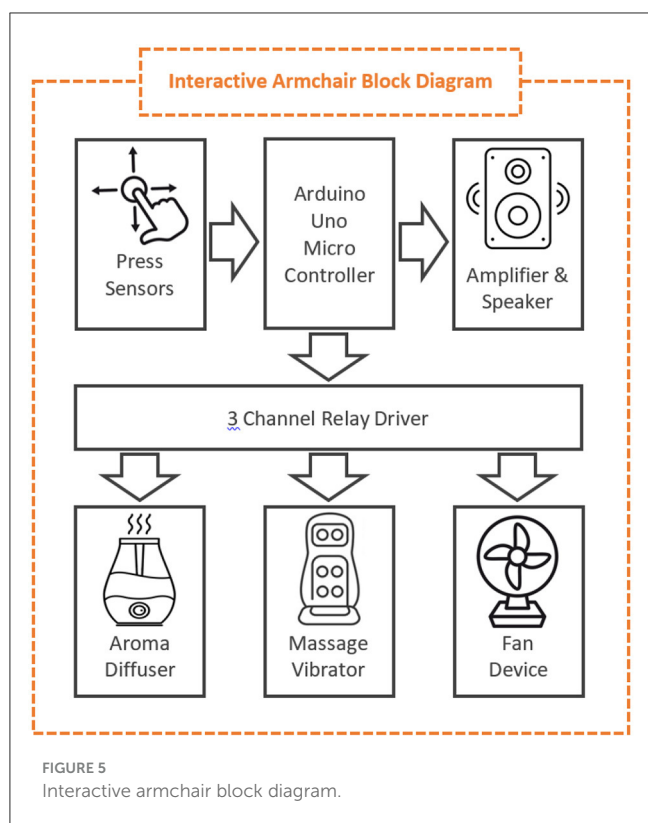 Interactive Armchair Block Diagram
Press
Sensors
Arduino
Uno
Micro
Controller
Amplifier &
Speaker
3 Channel Relay Driver
Aroma
Diffuser
Massage
Vibrator
Fan
Device
FIGURE 5
Interactive armchair block diagram.